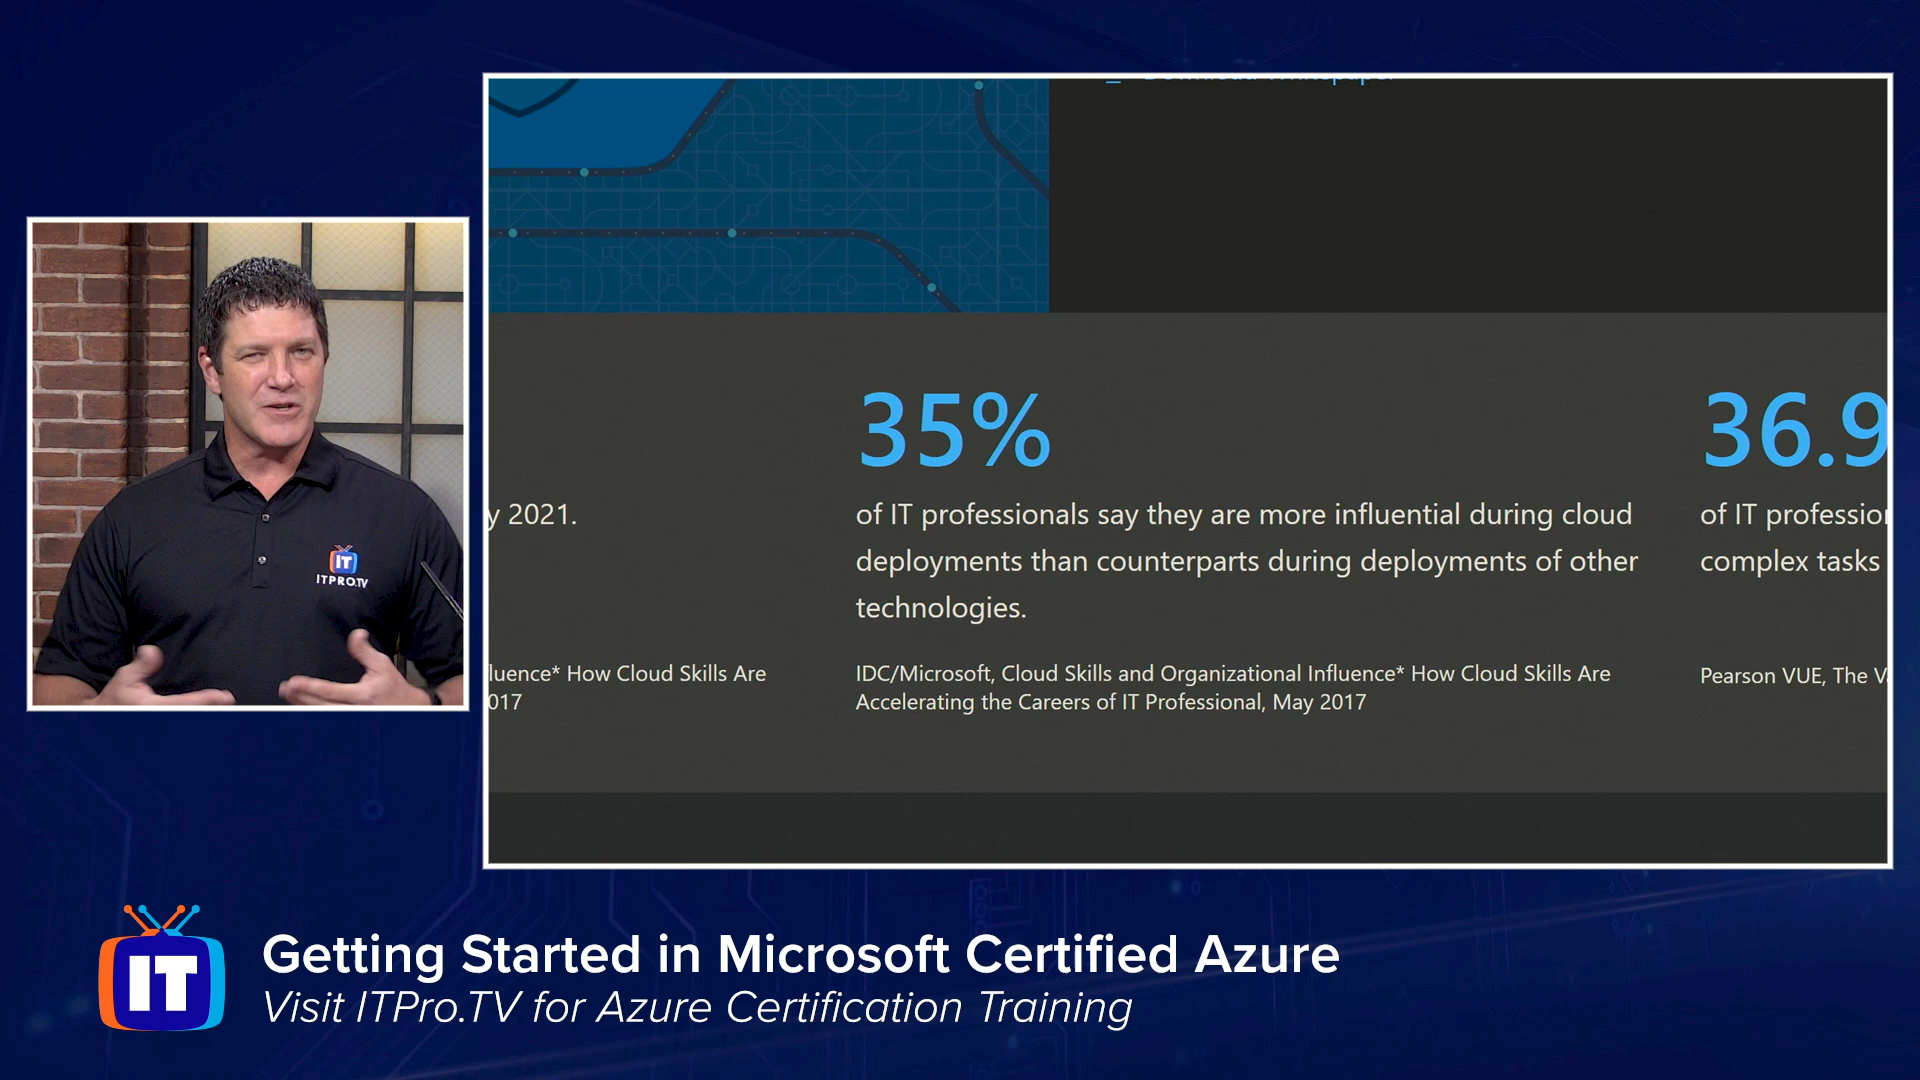 Download Whitepaper
35%
36.9
y 2021.
of IT professionals say they are more influential during cloud
deployments than counterparts during deployments of other
technologies.
of IT professio
complex tasks
luence* How Cloud Skills Are
017
IDC/Microsoft, Cloud Skills and Organizational Influence* How Cloud Skills Are
Accelerating the Careers of IT Professional, May 2017
Pearson VUE, The V
IT
ITPRO.TV
IT
Getting Started in Microsoft Certified Azure
Visit ITPro.TV for Azure Certification Training